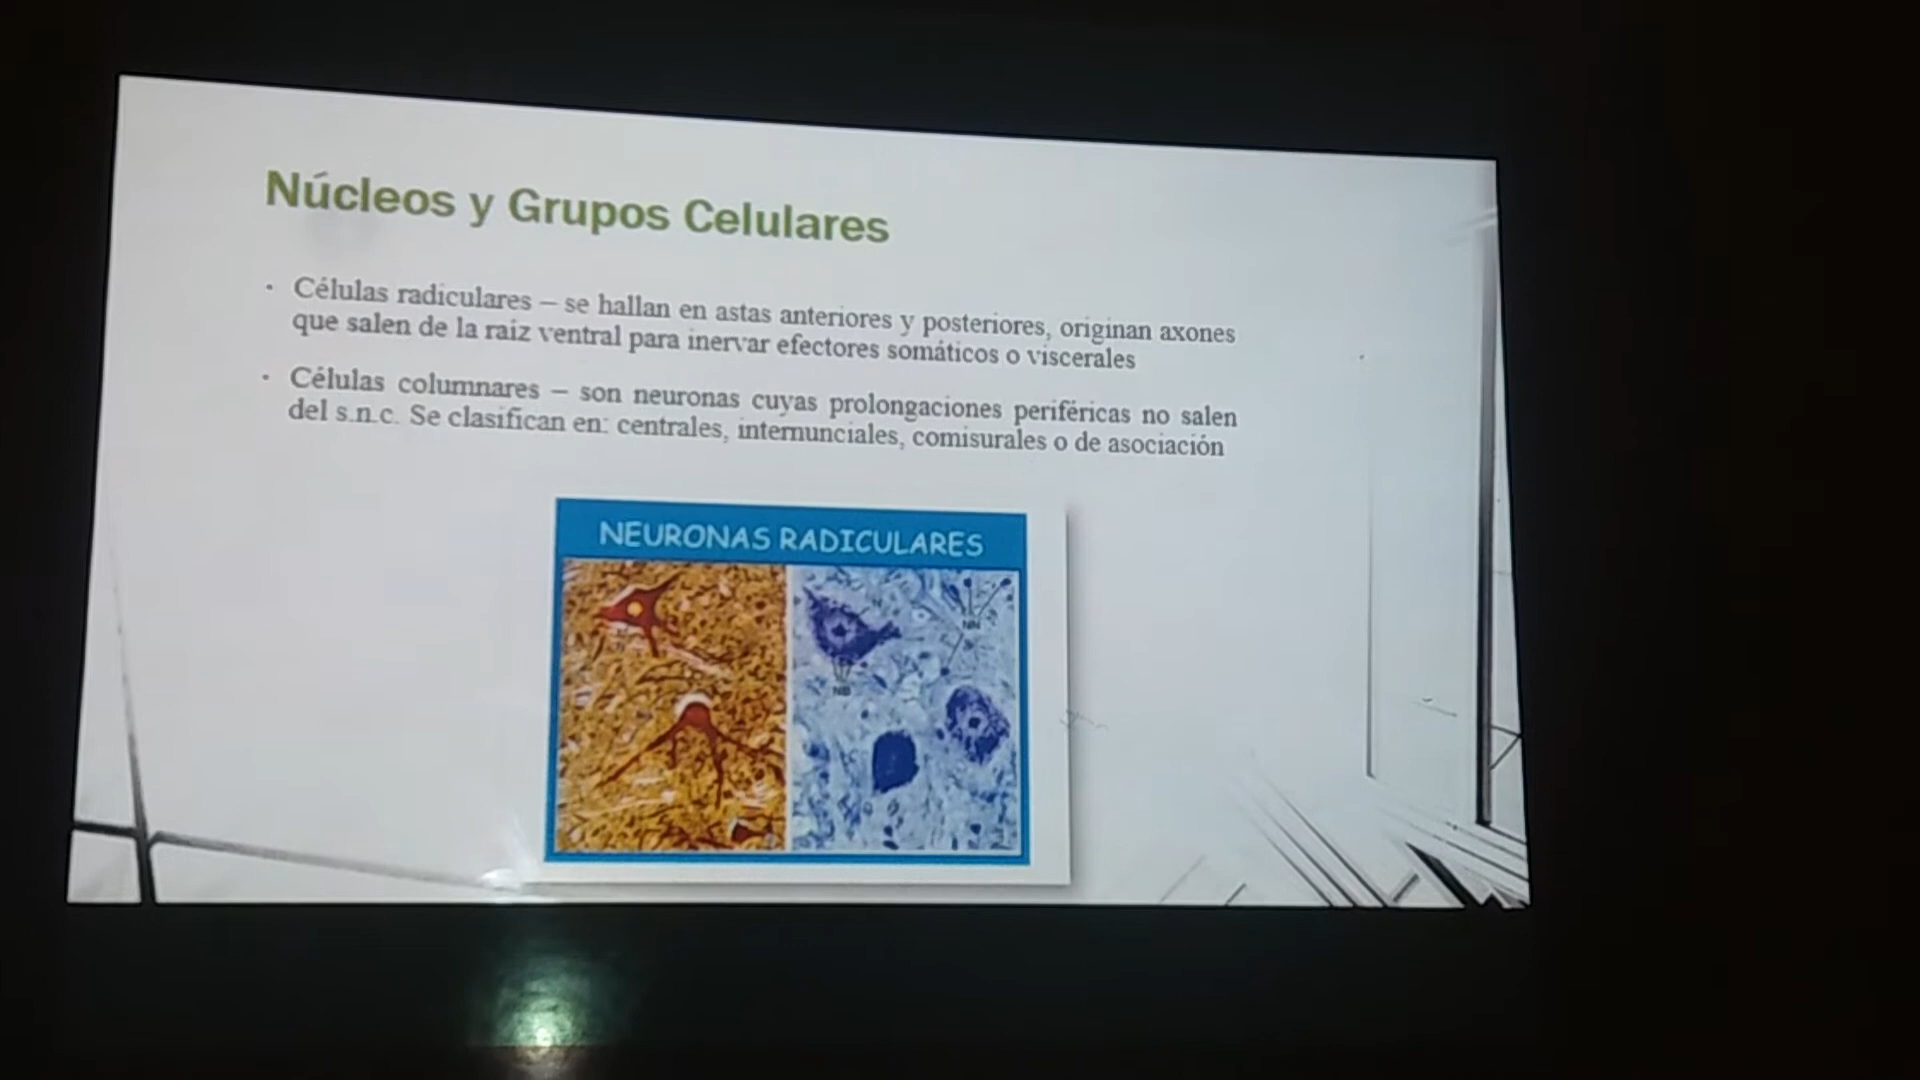 Núcleos y Grupos Celulares
· Células radiculares – se hallan en astas anteriores y posteriores, originan axones
que salen de la raíz ventral para inervar efectores somáticos o viscerales
· Células columnares – son neuronas cuyas prolongaciones periféricas no salen
del s.n.c. Se clasifican en: centrales, internunciales, comisurales o de asociación
NEURONAS RADICULARES
NN
NB